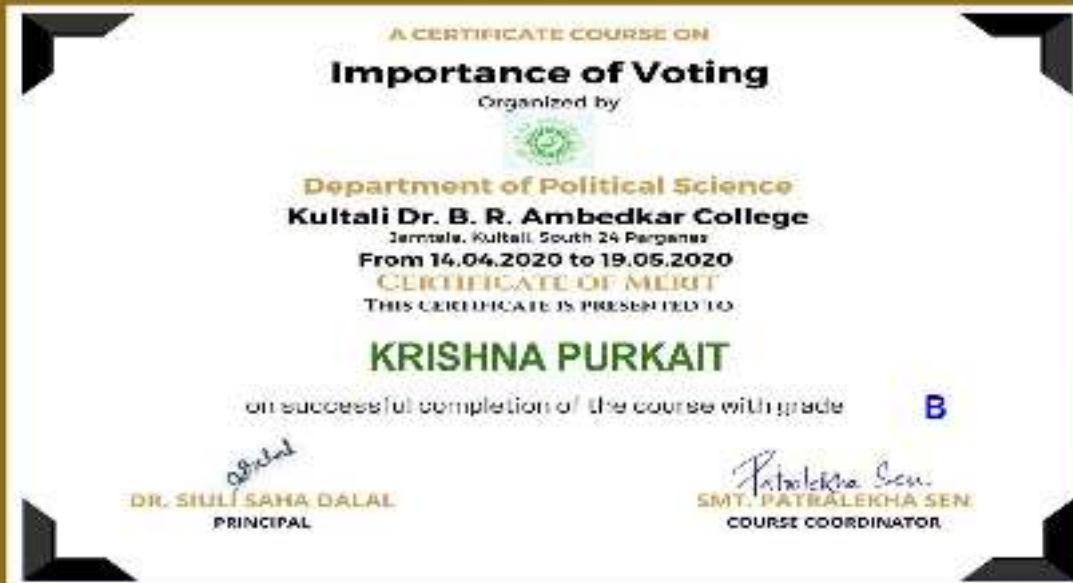 A CERTIFICATE COURSE ON
Importance of Voting
Organized by
Department of Political Science
Kultali Dr. B. R. Ambedkar College
Jamtala, Kultali, South 24 Parganas
From 14.04.2020 to 19.05.2020
CERTIFICATE OF MERIT
THIS CERTIFICATE IS PRESENTED TO
KRISHNA PURKAIT
on successful completion of the course with grade B
DR. SIULI SAHA DALAL
PRINCIPAL
Patralekha Sen.
SMT. PATRALEKHA SEN
COURSE COORDINATOR